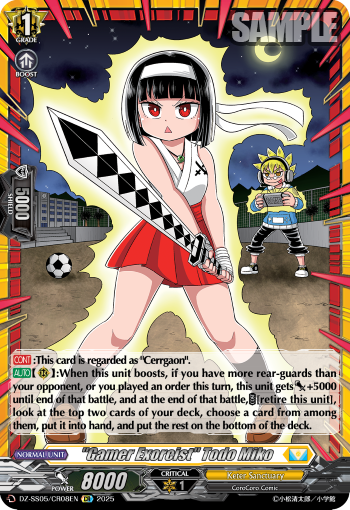 SAMPLE
1
GRADE
BOOST
5000
SHIELD
CONT:This card is regarded as "Cerrgaon".
AUTO【RC】:When this unit boosts, if you have more rear-guards than
your opponent, or you played an order this turn, this unit gets +5000
until end of that battle, and at the end of that battle,[retire this unit],
look at the top two cards of your deck, choose a card from among
them, put it into hand, and put the rest on the bottom of the deck.
NORMAL UNIT
"Gamer Exorcist" Todo Miko
POWER 8000
CRITICAL
1
Keter Sanctuary
CoroCoro Comic
D-DZ-SS05/CR08EN CR 2025
©小松清太郎／小学館